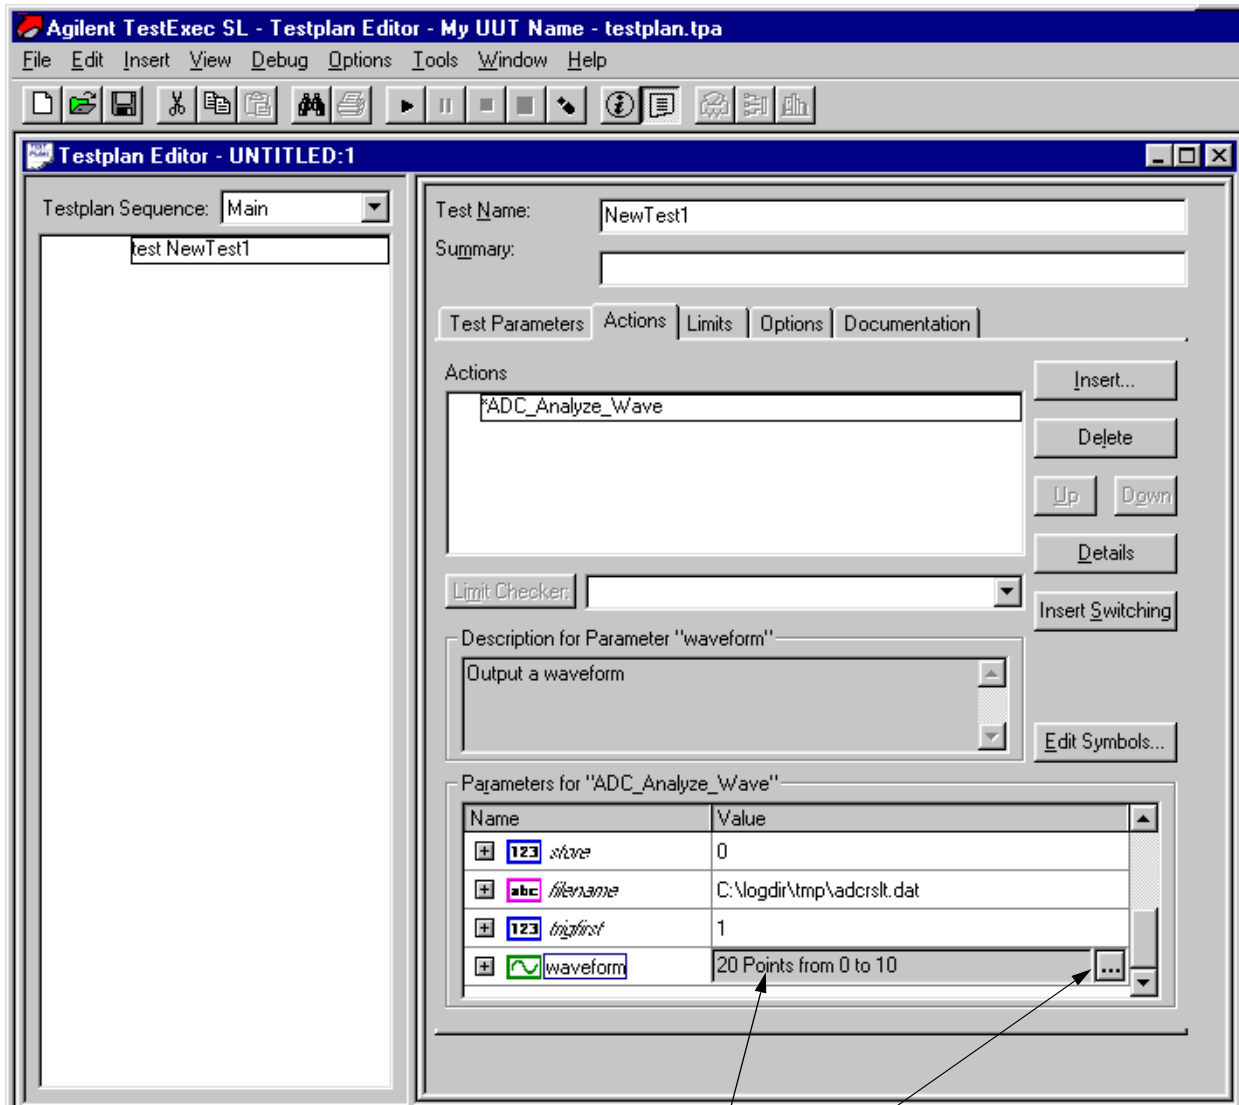 Agilent TestExec SL - Testplan Editor - My UUT Name - testplan.tpa
File Edit Insert View Debug Options Tools Window Help
Testplan Editor - UNTITLED:1
Testplan Sequence: Main
test NewTest1
Test Name: NewTest1
Summary:
Test Parameters Actions Limits Options Documentation
Actions
*ADC_Analyze_Wave
Insert...
Delete
Up Down
Details
Insert Switching
Limit Checker:
Description for Parameter "waveform"
Output a waveform
Edit Symbols...
Parameters for "ADC_Analyze_Wave"
Name Value
123 store 0
abc filename C:\logdir\tmp\adcrslt.dat
123 trigfirst 1
waveform 20 Points from 0 to 10 ...